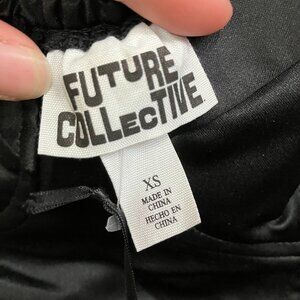 FUTURE
COLLECTIVE
XS
MADE IN
CHINA
HECHO EN
CHINA